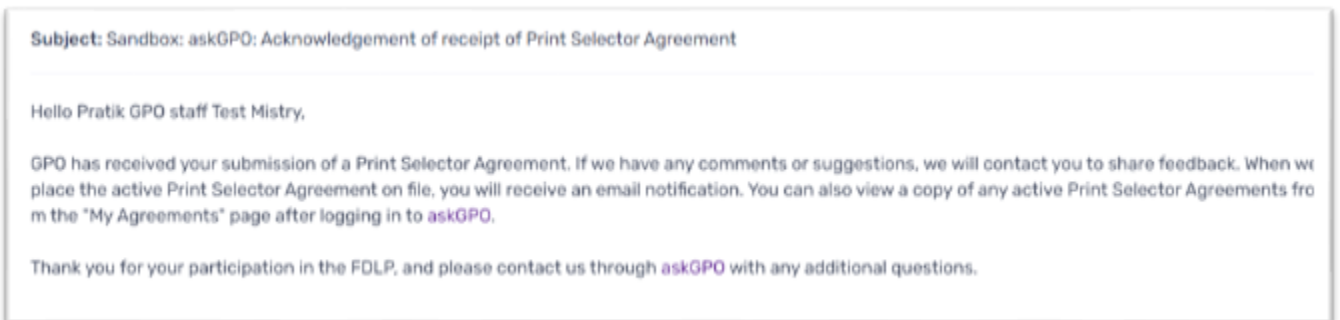 Subject: Sandbox: askGPO: Acknowledgement of receipt of Print Selector Agreement
Hello Pratik GPO staff Test Mistry,
GPO has received your submission of a Print Selector Agreement. If we have any comments or suggestions, we will contact you to share feedback. When we
place the active Print Selector Agreement on file, you will receive an email notification. You can also view a copy of any active Print Selector Agreements fro
m the "My Agreements" page after logging in to askGPO.
Thank you for your participation in the FDLP, and please contact us through askGPO with any additional questions.